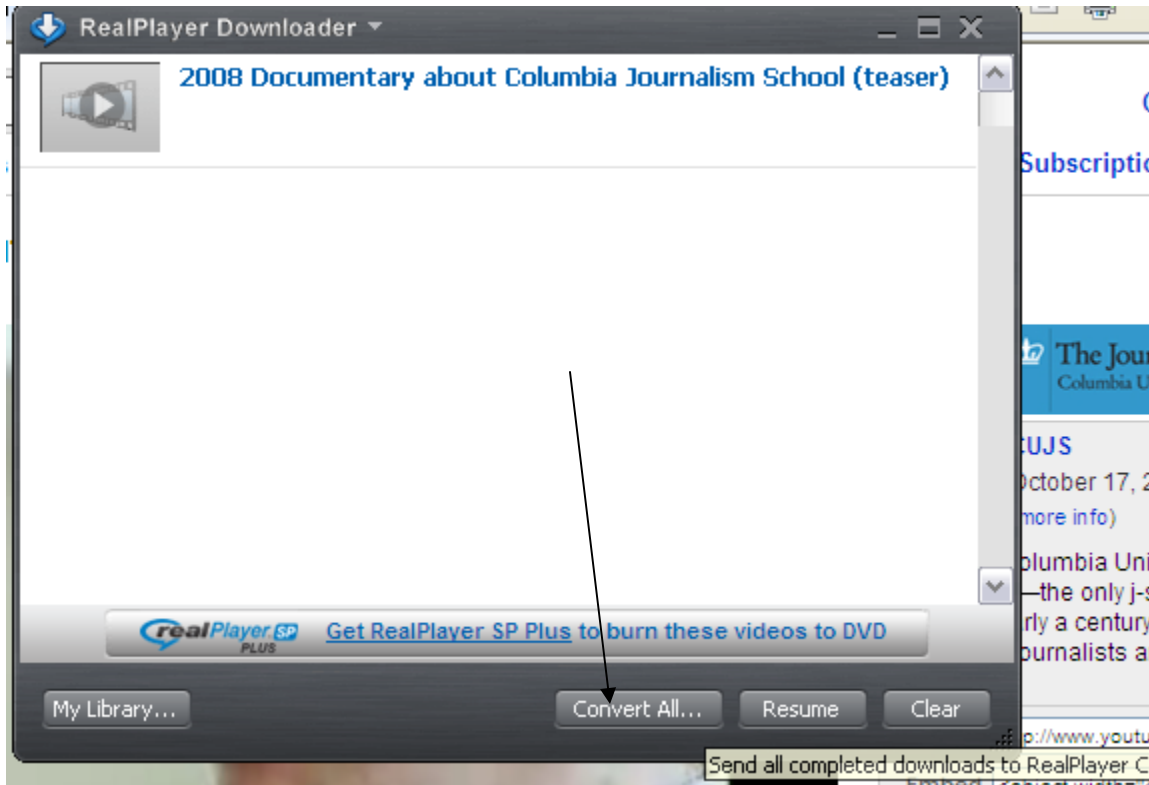 RealPlayer Downloader
2008 Documentary about Columbia Journalism School (teaser)
Subscriptio
The Jour
Columbia U
CUJS
October 17, 2
more info)
olumbia Uni
—the only j-s
rly a century
ournalists a
realPlayer SP PLUS Get RealPlayer SP Plus to burn these videos to DVD
My Library... Convert All... Resume Clear
p://www.youtu
Send all completed downloads to RealPlayer C